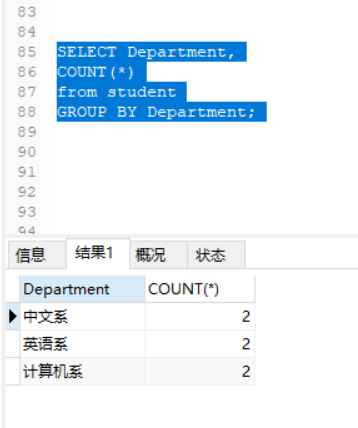 83
84
85 SELECT Department,
86 COUNT(*)
87 from student
88 GROUP BY Department;
89
90
91
92
93
94
信息 结果1 概况 状态
Department COUNT(*)
中文系 2
英语系 2
计算机系 2